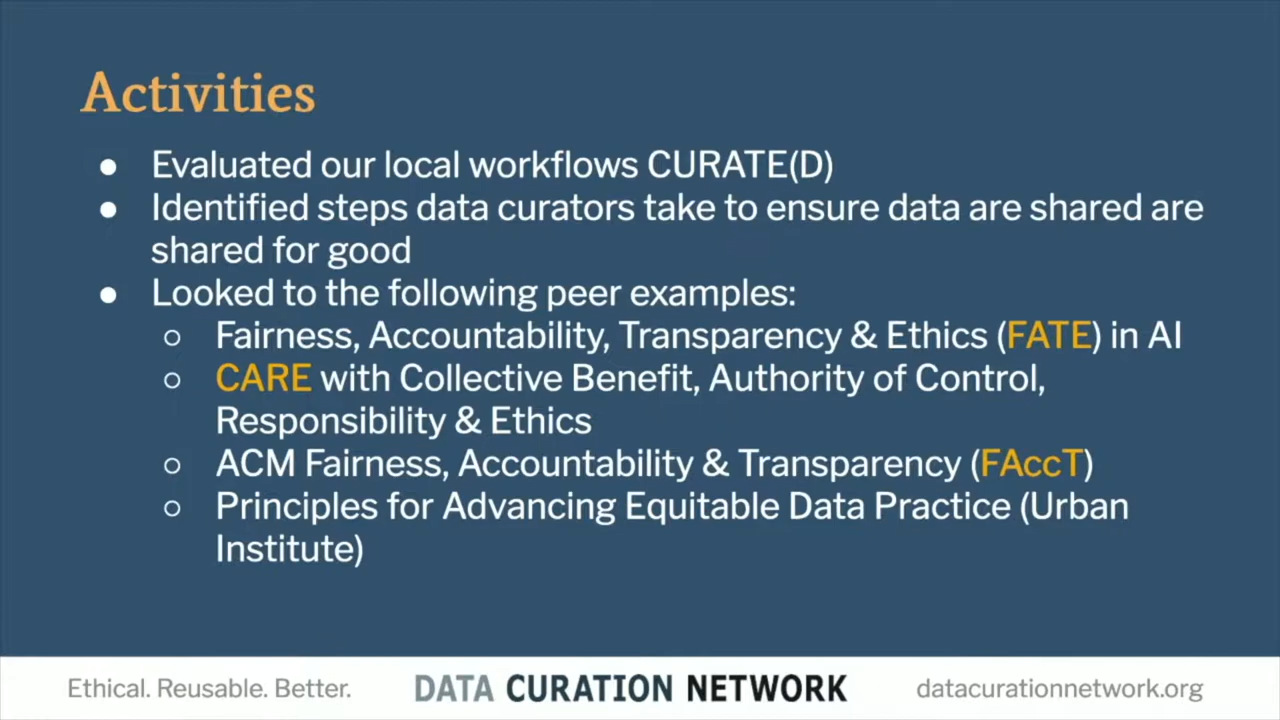 Activities
● Evaluated our local workflows CURATE(D)
● Identified steps data curators take to ensure data are shared are
shared for good
● Looked to the following peer examples:
○ Fairness, Accountability, Transparency & Ethics (FATE) in AI
○ CARE with Collective Benefit, Authority of Control,
Responsibility & Ethics
○ ACM Fairness, Accountability & Transparency (FAccT)
○ Principles for Advancing Equitable Data Practice (Urban
Institute)
Ethical. Reusable. Better. DATA CURATION NETWORK datacurationnetwork.org